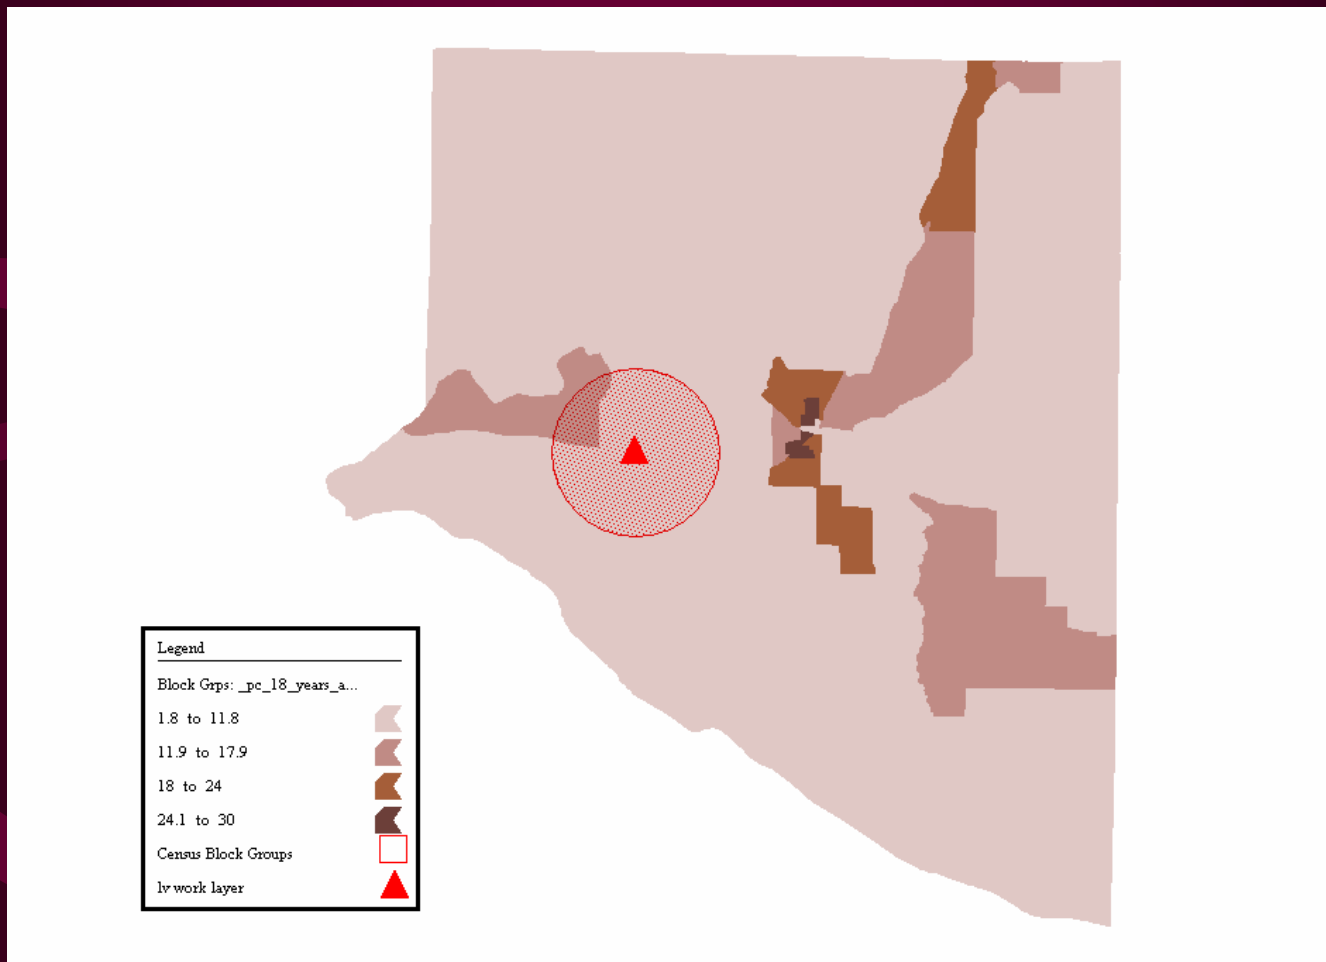 Legend
Block Grps: _pc_18_years_a...
1.8 to 11.8
11.9 to 17.9
18 to 24
24.1 to 30
Census Block Groups
lv work layer